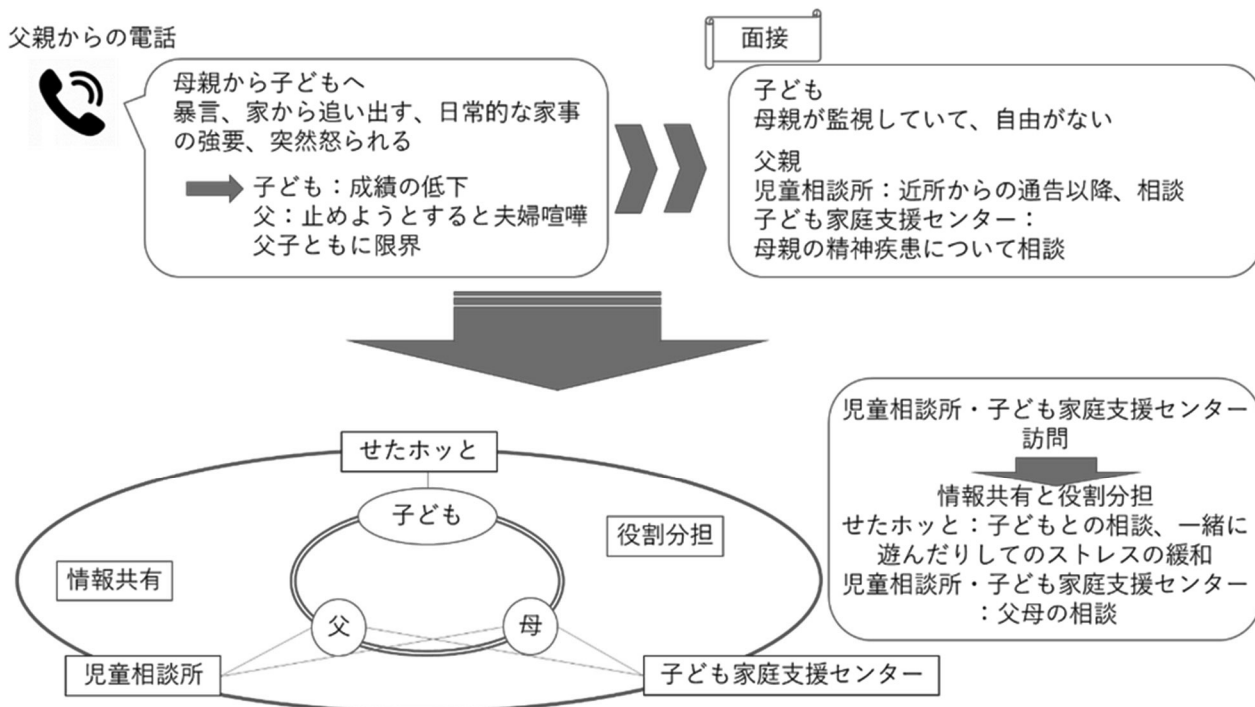 父親からの電話
母親から子どもへ
暴言、家から追い出す、日常的な家事
の強要、突然怒られる
子ども：成績の低下
父：止めようとすると夫婦喧嘩
父子ともに限界
面接
子ども
母親が監視していて、自由がない
父親
児童相談所：近所からの通告以降、相談
子ども家庭支援センター：
母親の精神疾患について相談
せたホッと
子ども
役割分担
情報共有
父
母
児童相談所
子ども家庭支援センター
児童相談所・子ども家庭支援センター
訪問
情報共有と役割分担
せたホッと：子どもとの相談、一緒に
遊んだりしてのストレスの緩和
児童相談所・子ども家庭支援センター
：父母の相談